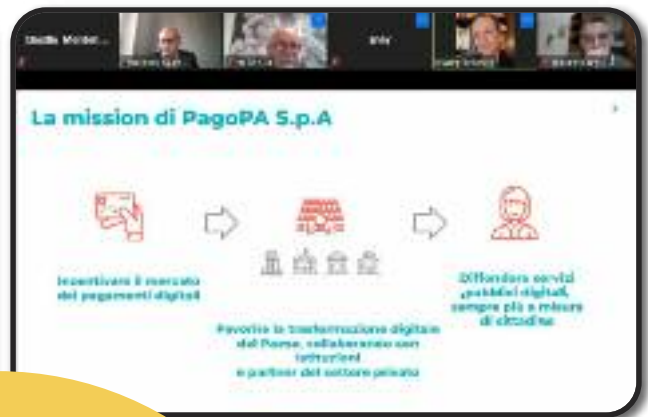 La mission di PagoPA S.p.A
Incentivare il mercato
dei pagamenti digitali
Favorire la trasformazione digitale
del Paese, collaborando con
istituzioni
e partner del settore privato
Diffondere servizi
pubblici digitali,
sempre più a misura
di cittadino